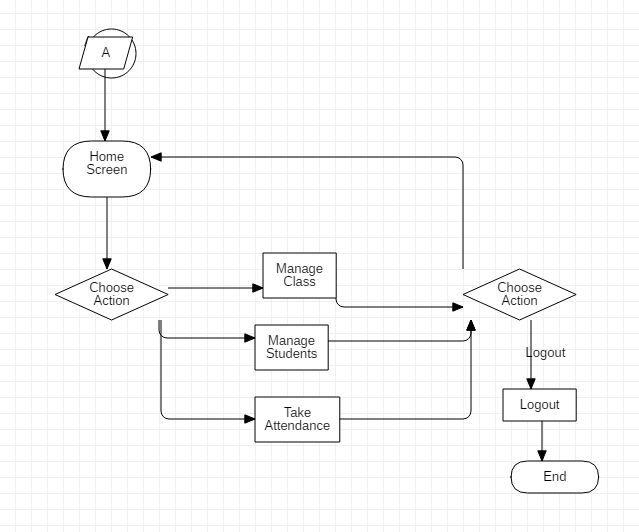 A
Home
Screen
Choose
Action
Manage
Class
Choose
Action
Manage
Students
Logout
Take
Attendance
Logout
End